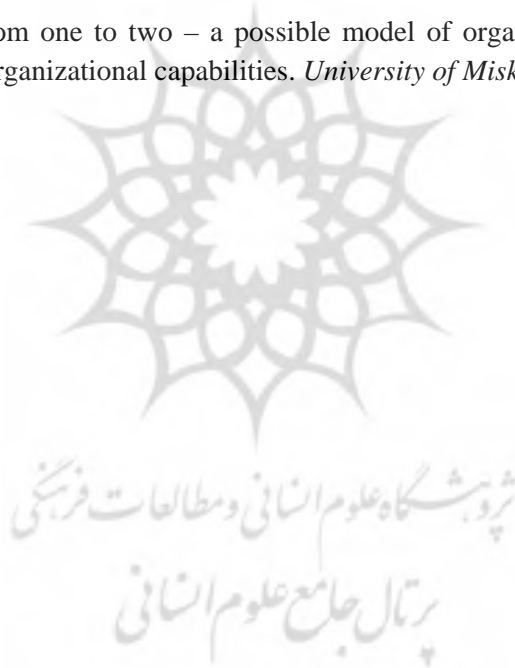 om one to two – a possible model of orga
rganizational capabilities. University of Misk
پژوهشگاه علوم انسانی و مطالعات فرهنگی
پرتال جامع علوم انسانی